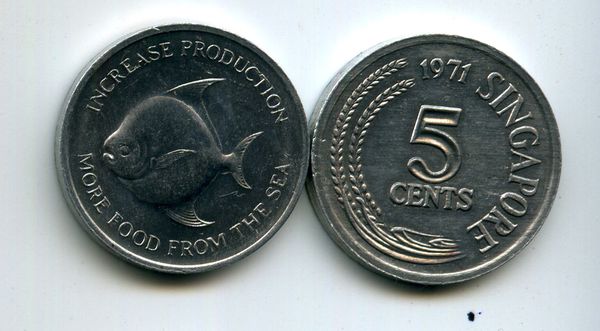 INCREASE PRODUCTION
MORE FOOD FROM THE SEA
1971
SINGAPORE
5
CENTS